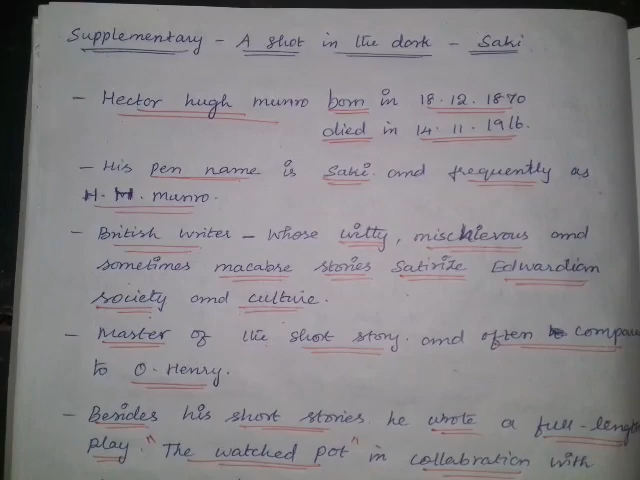 Supplementary - A shot in the dark - Saki
- Hector hugh munro born in 18.12.1870
died in 14.11.1916.
- His pen name is Saki and frequently as
H. H. munro.
- British writer - whose witty, mischievous and
sometimes macabre stories Satirize Edwardian
society and culture.
- Master of the short story. and often compare
to O. Henry.
- Besides his short stories. he wrote a full-length
play. "The watched pot" in collabration with